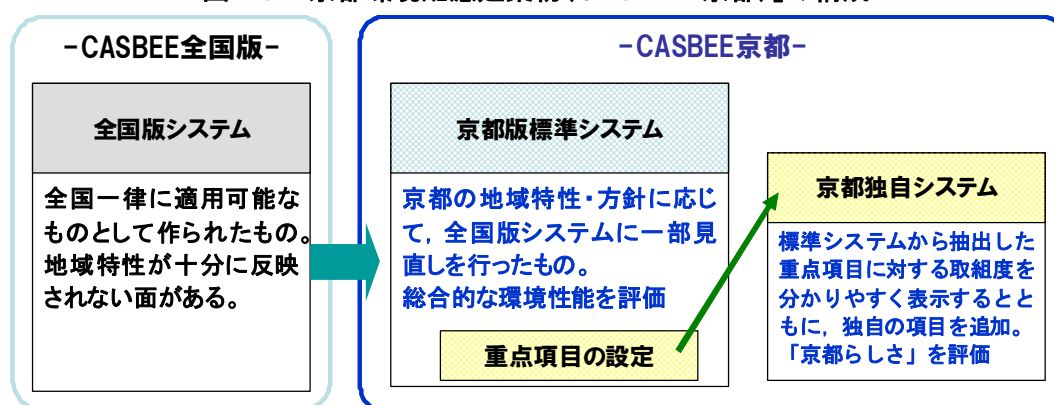 -CASBEE全国版-
全国版システム
全国一律に適用可能な
ものとして作られたもの。
地域特性が十分に反映
されない面がある。
-CASBEE京都-
京都版標準システム
京都の地域特性・方針に応じ
て，全国版システムに一部見
直しを行ったもの。
総合的な環境性能を評価
重点項目の設定
京都独自システム
標準システムから抽出した
重点項目に対する取組度を
分かりやすく表示するとと
もに，独自の項目を追加。
「京都らしさ」を評価